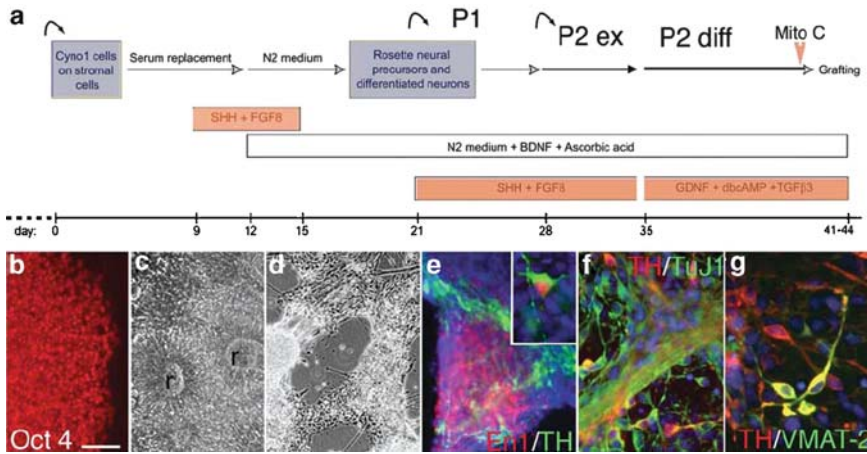 a
P1
P2 ex
P2 diff
Mito C
Cyno1 cells
on stromal
cells
Serum replacement
N2 medium
Rosette neural
precursors and
differentiated neurons
Grafting
SHH + FGF8
N2 medium + BDNF + Ascorbic acid
SHH + FGF8
GDNF + dbcAMP +TGFβ3
day:
0
9
12
15
21
28
35
41-44
b
Oct 4
c
r
r
d
e
En1/TH
f
TH/TuJ1
g
TH/VMAT-2